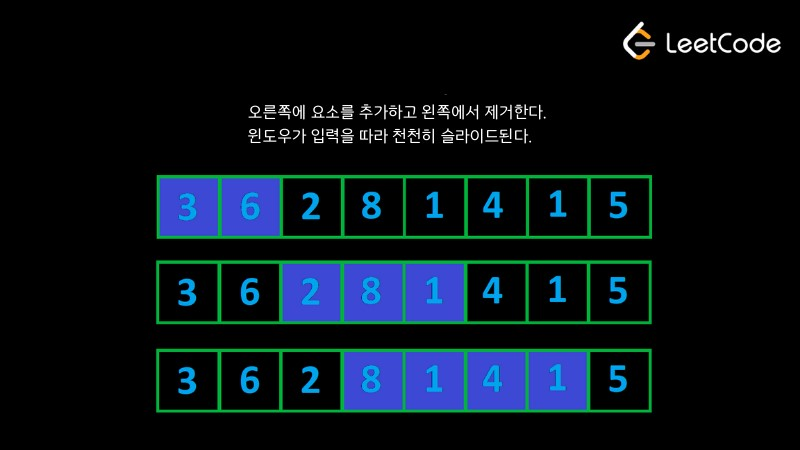 LeetCode
오른쪽에 요소를 추가하고 왼쪽에서 제거한다.
윈도우가 입력을 따라 천천히 슬라이드된다.
3 6 2 8 1 4 1 5
3 6 2 8 1 4 1 5
3 6 2 8 1 4 1 5